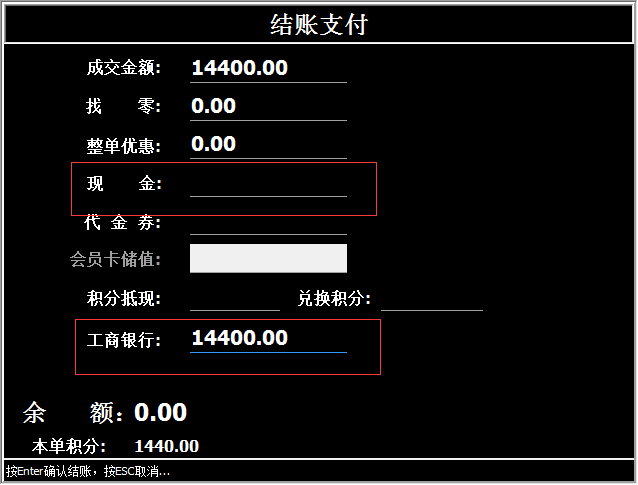 结账支付
成交金额: 14400.00
找 零: 0.00
整单优惠: 0.00
现 金:
代 金 券:
会员卡储值:
积分抵现: 兑换积分:
工商银行: 14400.00
余 额: 0.00
本单积分: 1440.00
按Enter确认结账，按ESC取消...